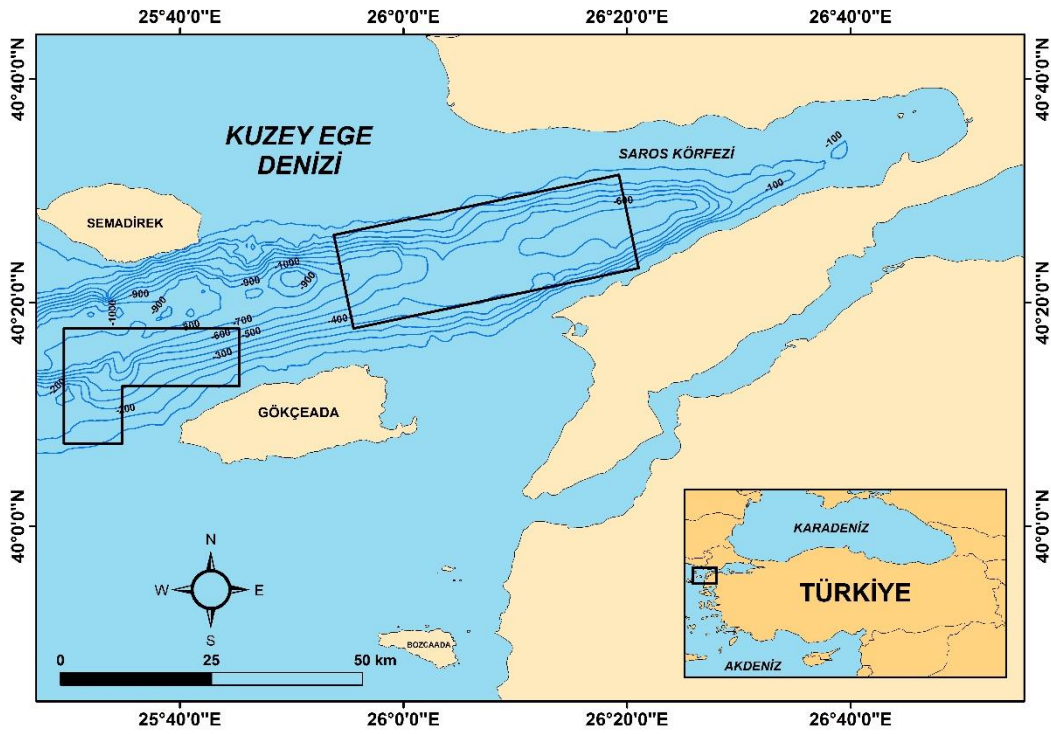 25°40'0"E 26°0'0"E 26°20'0"E 26°40'0"E
40°40'0"N 40°40'0"N
KUZEY EGE
DENİZİ
SAROS KÖRFEZİ
-100
-100
-600
SEMADİREK
-1000
-900
-900
-900
-900
-1000
40°20'0"N 40°20'0"N
-800
-700
-600
-500
-400
-300
-200
-200
GÖKÇEADA
40°0'0"N 40°0'0"N
KARADENİZ
TÜRKİYE
AKDENİZ
N
W E
S
BOZCAADA
0 25 50 km
25°40'0"E 26°0'0"E 26°20'0"E 26°40'0"E